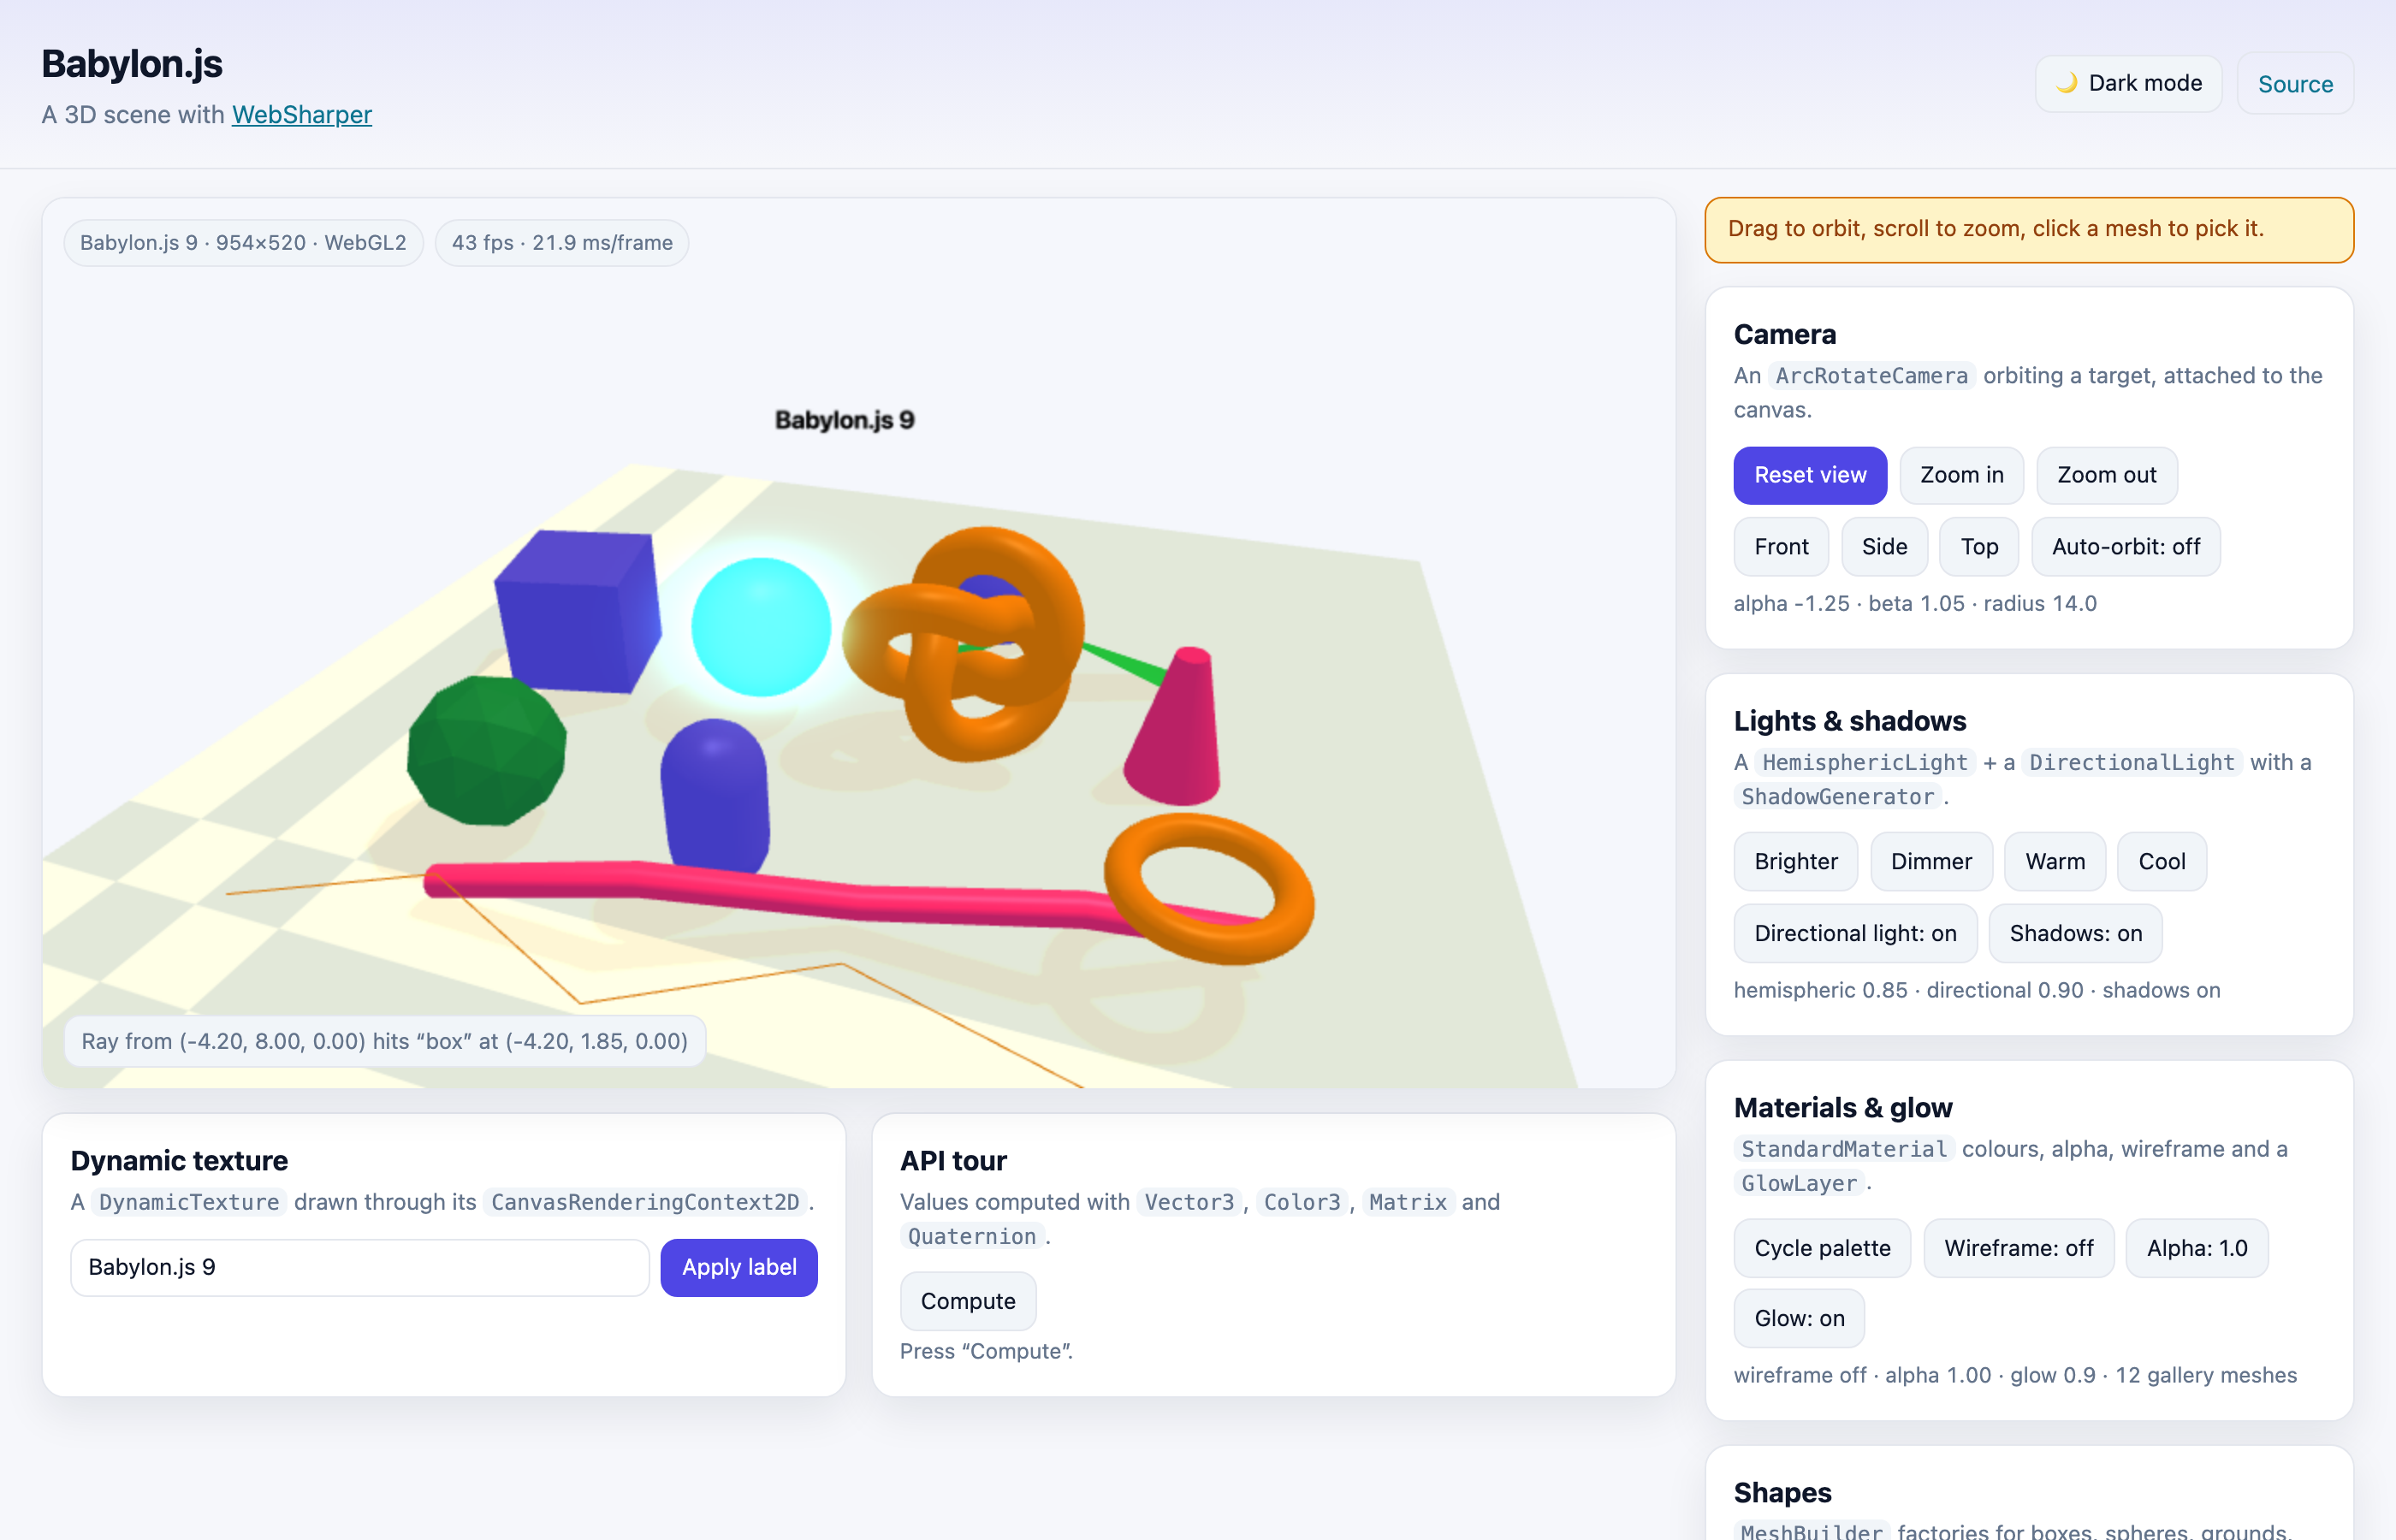 Babylon.js
A 3D scene with WebSharper
🌙 Dark mode
Source
Babylon.js 9 · 954×520 · WebGL2
43 fps · 21.9 ms/frame
Babylon.js 9
Ray from (-4.20, 8.00, 0.00) hits “box” at (-4.20, 1.85, 0.00)
Dynamic texture
A DynamicTexture drawn through its CanvasRenderingContext2D.
Babylon.js 9
Apply label
API tour
Values computed with Vector3, Color3, Matrix and
Quaternion.
Compute
Press “Compute”.
Drag to orbit, scroll to zoom, click a mesh to pick it.
Camera
An ArcRotateCamera orbiting a target, attached to the
canvas.
Reset view
Zoom in
Zoom out
Front
Side
Top
Auto-orbit: off
alpha -1.25 · beta 1.05 · radius 14.0
Lights & shadows
A HemisphericLight + a DirectionalLight with a
ShadowGenerator.
Brighter
Dimmer
Warm
Cool
Directional light: on
Shadows: on
hemispheric 0.85 · directional 0.90 · shadows on
Materials & glow
StandardMaterial colours, alpha, wireframe and a
GlowLayer.
Cycle palette
Wireframe: off
Alpha: 1.0
Glow: on
wireframe off · alpha 1.00 · glow 0.9 · 12 gallery meshes
Shapes
MeshBuilder factories for boxes, spheres, grounds,